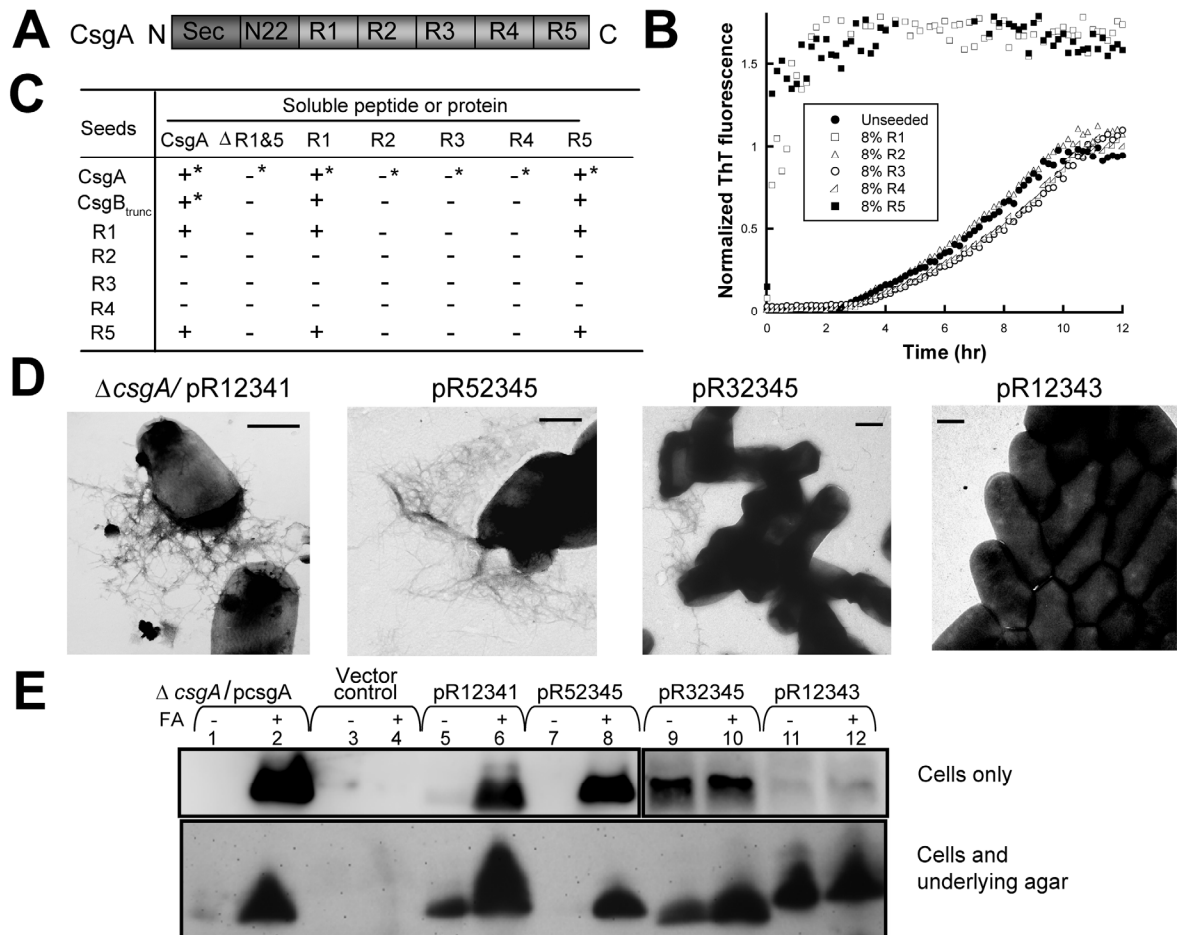 A CsgA N Sec N22 R1 R2 R3 R4 R5 C
B
Normalized ThT fluorescence
1.5
1
0.5
0
0 2 4 6 8 10 12
Time (hr)
Unseeded
8% R1
8% R2
8% R3
8% R4
8% R5
C
Soluble peptide or protein
Seeds CsgA Δ R1&5 R1 R2 R3 R4 R5
CsgA +* -* +* -* -* -* +*
CsgBtrunc +* - + - - - +
R1 + - + - - - +
R2 - - - - - - -
R3 - - - - - - -
R4 - - - - - - -
R5 + - + - - - +
D
ΔcsgA/ pR12341 pR52345 pR32345 pR12343
E
Δ csgA/pcsgA Vector control pR12341 pR52345 pR32345 pR12343
FA - + - + - + - + - + - +
1 2 3 4 5 6 7 8 9 10 11 12
Cells only
Cells and
underlying agar